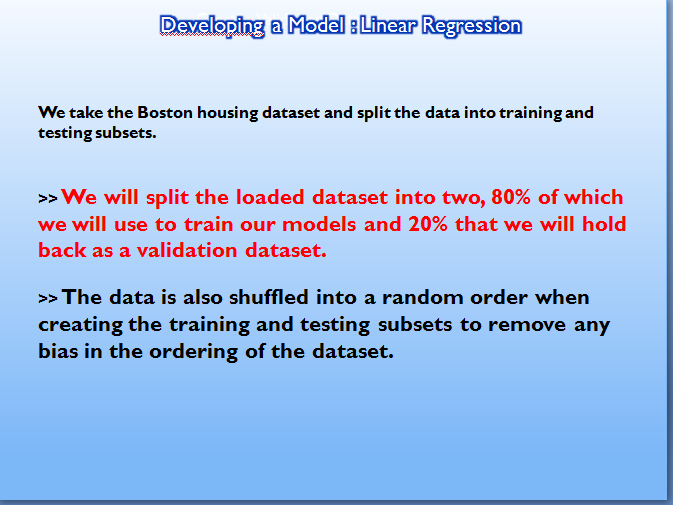 Developing a Model : Linear Regression
We take the Boston housing dataset and split the data into training and
testing subsets.
>> We will split the loaded dataset into two, 80% of which
we will use to train our models and 20% that we will hold
back as a validation dataset.
>> The data is also shuffled into a random order when
creating the training and testing subsets to remove any
bias in the ordering of the dataset.